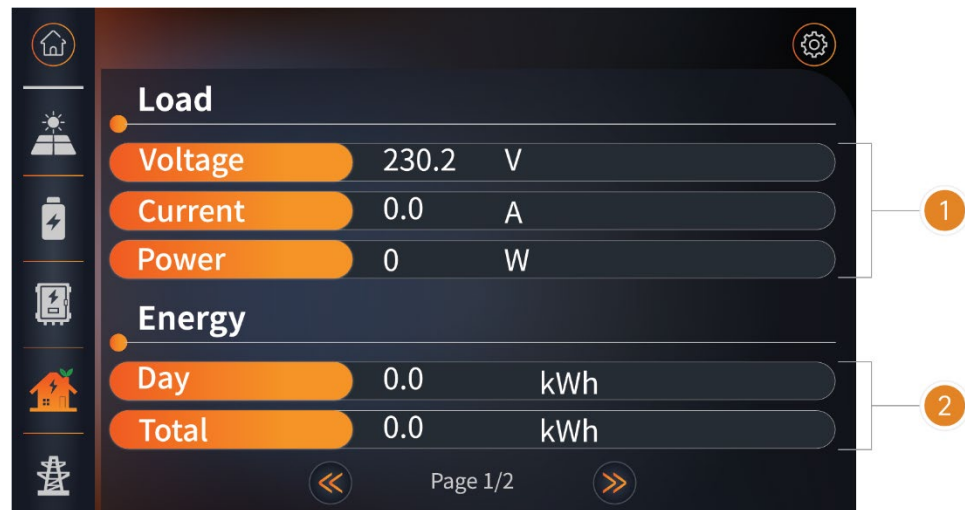 Load
Voltage 230.2 V
Current 0.0 A
Power 0 W
1
Energy
Day 0.0 kWh
Total 0.0 kWh
2
Page 1/2